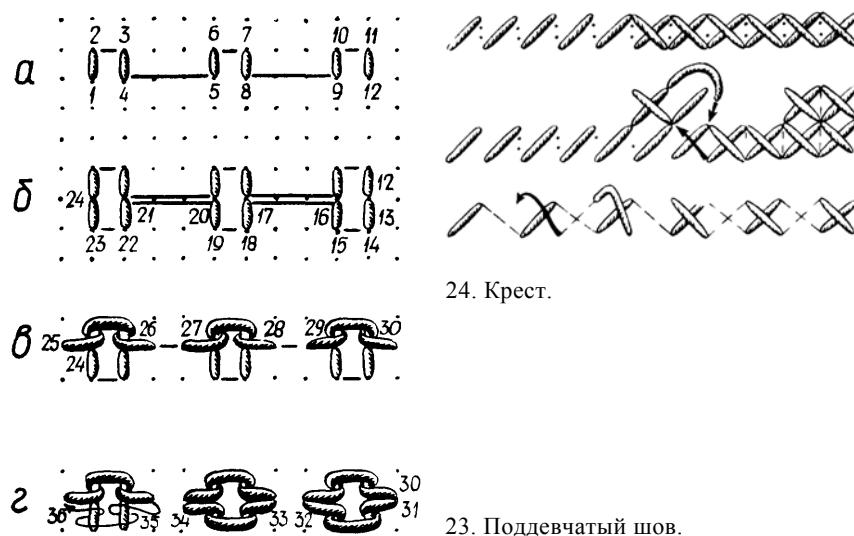 2 3 6 7 10 11
а
1 4 5 8 9 12
12
б
24 21 20 17 16 13
23 22 19 18 15 14
24. Крест.
в
25 26 27 28 29 30
24
30
г
36 35 34 33 32 31
23. Поддевчатый шов.